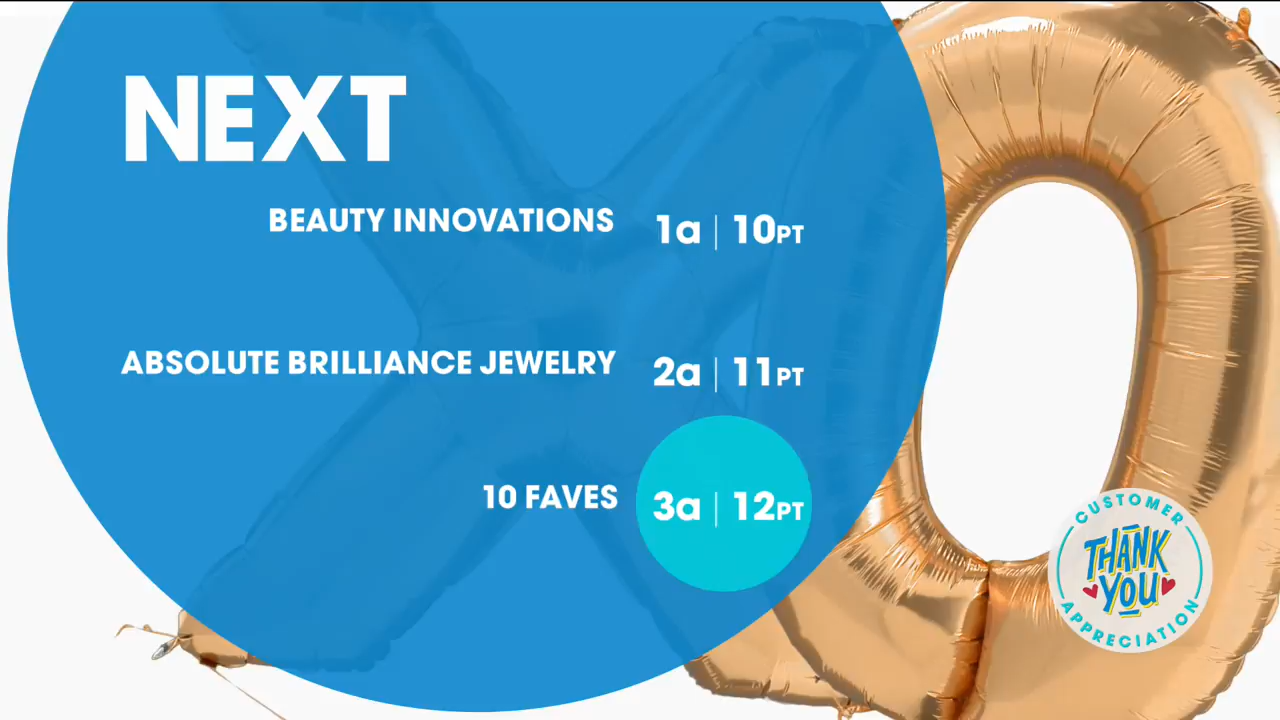 NEXT
BEAUTY INNOVATIONS 1a | 10PT
ABSOLUTE BRILLIANCE JEWELRY 2a | 11PT
10 FAVES 3a | 12PT
CUSTOMER
THANK
YOU
APPRECIATION